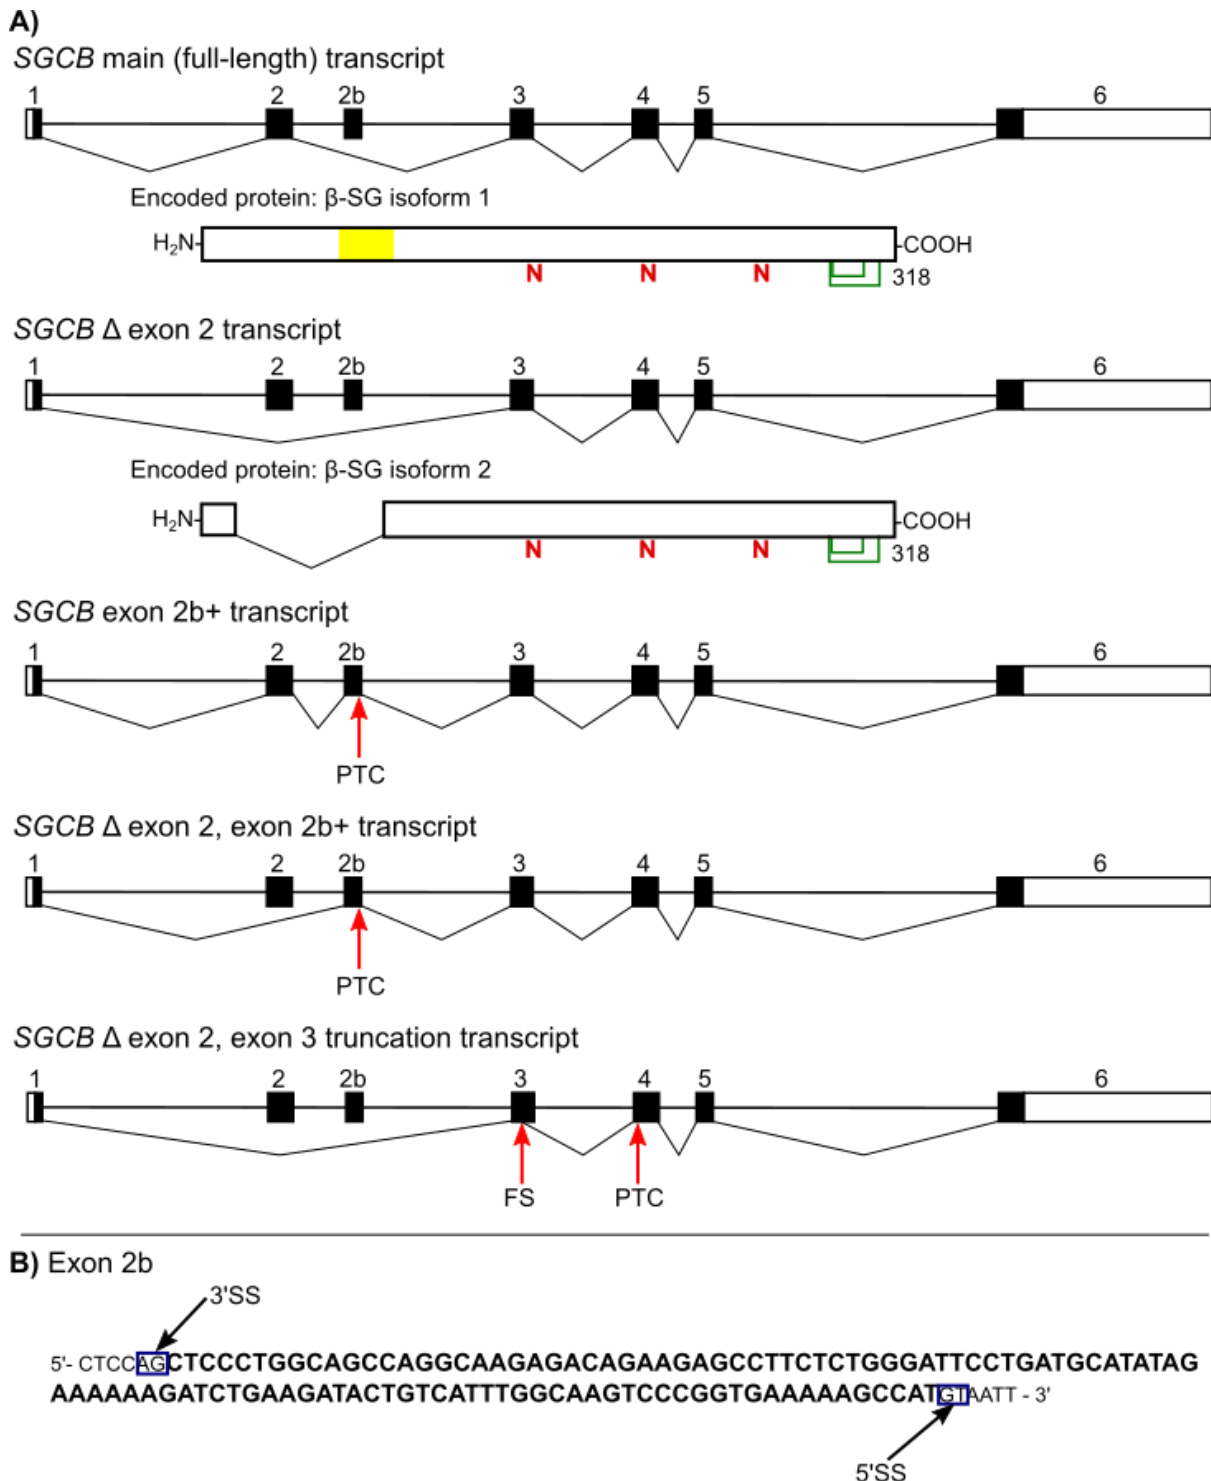 A)
SGCB main (full-length) transcript
1 2 2b 3 4 5 6
Encoded protein: β-SG isoform 1
H₂N- -COOH
N N N 318
SGCB Δ exon 2 transcript
1 2 2b 3 4 5 6
Encoded protein: β-SG isoform 2
H₂N- -COOH
N N N 318
SGCB exon 2b+ transcript
1 2 2b 3 4 5 6
PTC
SGCB Δ exon 2, exon 2b+ transcript
1 2 2b 3 4 5 6
PTC
SGCB Δ exon 2, exon 3 truncation transcript
1 2 2b 3 4 5 6
FS PTC
B) Exon 2b
3'SS
5'- CTCCAGCTCCCTGGCAGCCAGGCAAGAGACAGAAGAGCCTTCTCTGGGATTCCTGATGCATATAG
AAAAAAGATCTGAAGATACTGTCATTTGGCAAGTCCCGGTGAAAAAGCCATGTAATT - 3'
5'SS